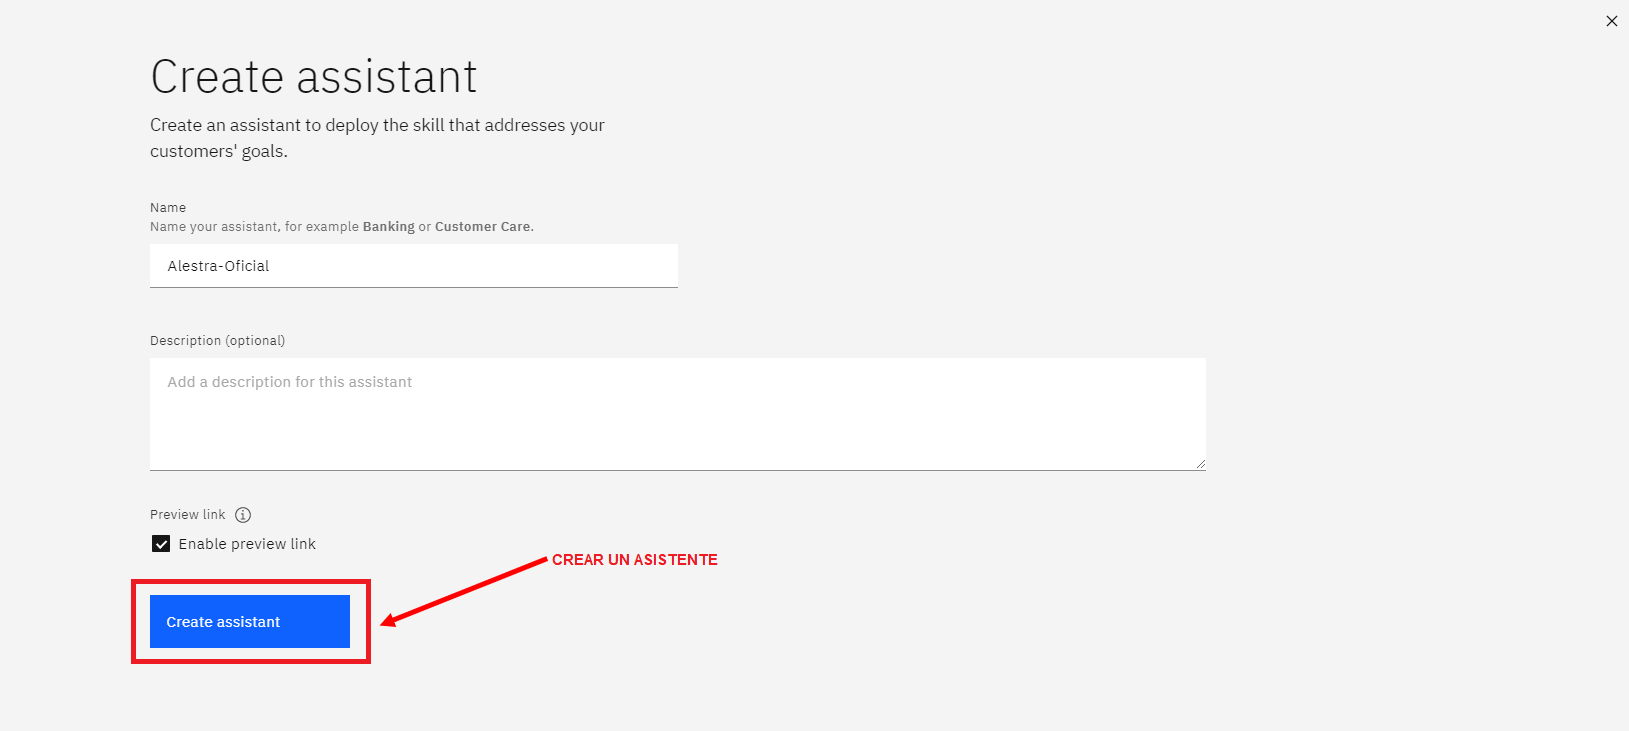 Create assistant
Create an assistant to deploy the skill that addresses your
customers' goals.
Name
Name your assistant, for example Banking or Customer Care.
Alestra-Oficial
Description (optional)
Add a description for this assistant
Preview link
Enable preview link
CREAR UN ASISTENTE
Create assistant